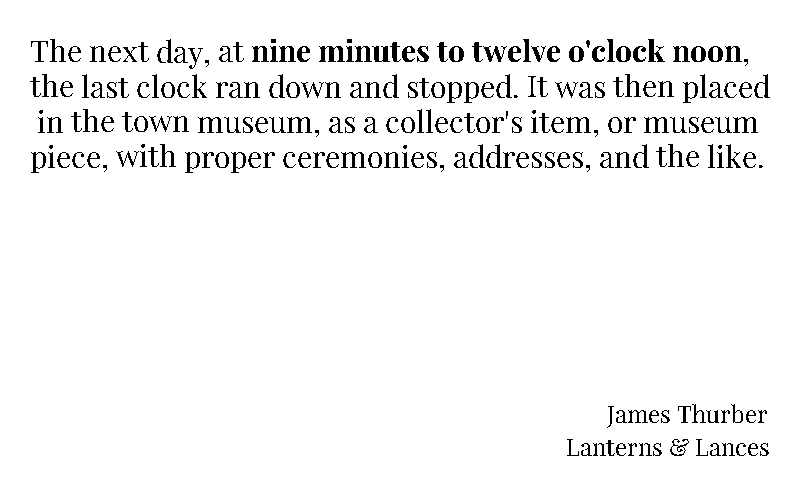 The next day, at nine minutes to twelve o'clock noon,
the last clock ran down and stopped. It was then placed
in the town museum, as a collector's item, or museum
piece, with proper ceremonies, addresses, and the like.
James Thurber
Lanterns & Lances